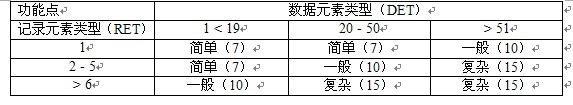 功能点 数据元素类型（DET）
记录元素类型（RET） 1 < 19 20 - 50 > 51
1 简单（7） 简单（7） 一般（10）
2 - 5 简单（7） 一般（10） 复杂（15）
> 6 一般（10） 复杂（15） 复杂（15）